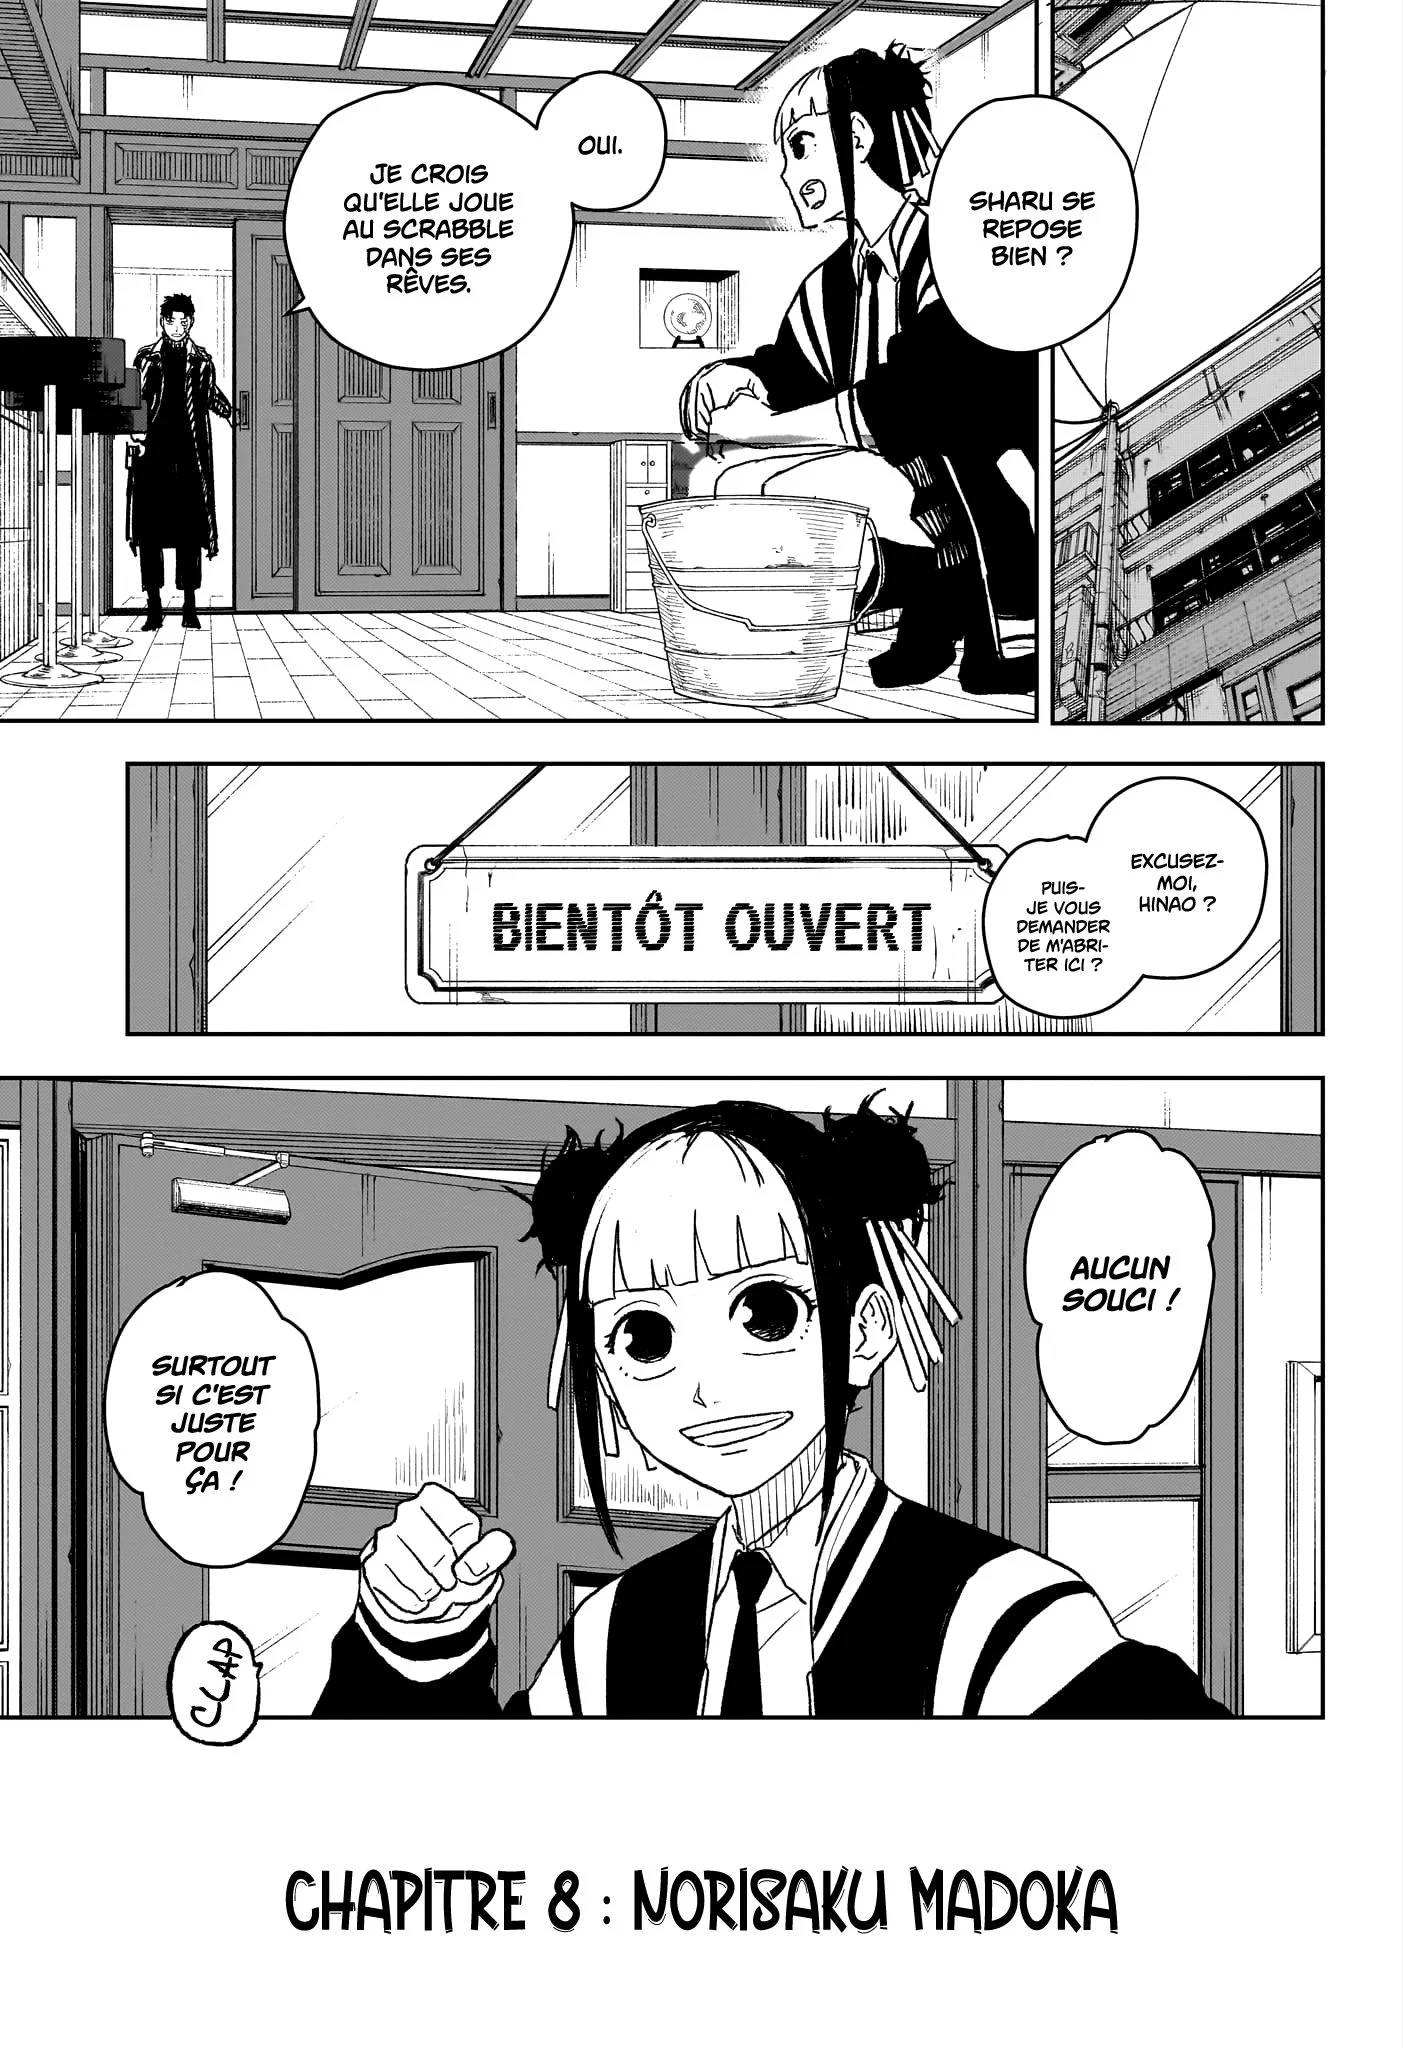 SHARU SE
REPOSE
BIEN ?
OUI.
JE CROIS
QU'ELLE JOUE
AU SCRABBLE
DANS SES
RÊVES.
EXCUSEZ-
MOI,
HINAO ?
PUIS-
JE VOUS
DEMANDER
DE M'ABRI-
TER ICI ?
BIENTÔT OUVERT
AUCUN
SOUCI !
SURTOUT
SI C'EST
JUSTE
POUR
ÇA !
CLAP
CHAPITRE 8 : NORISAKU MADOKA